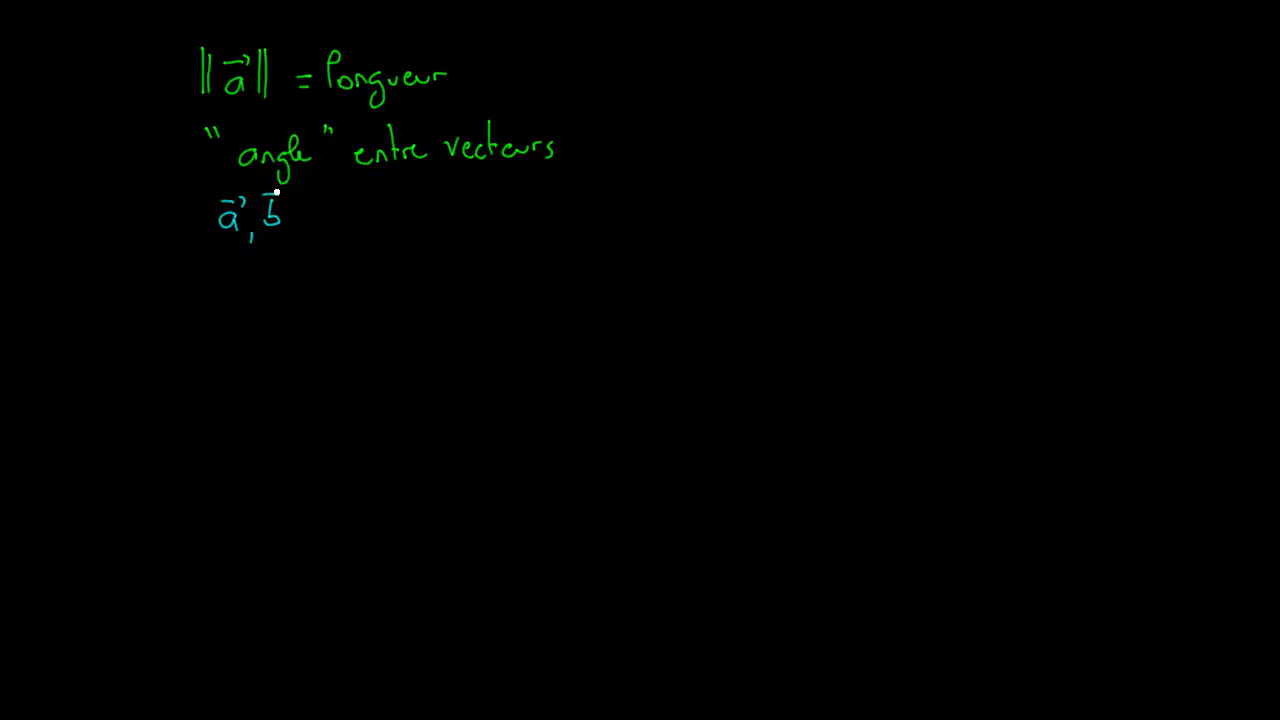 ‖a⃗‖ = longueur
"angle" entre vecteurs
a⃗, b⃗